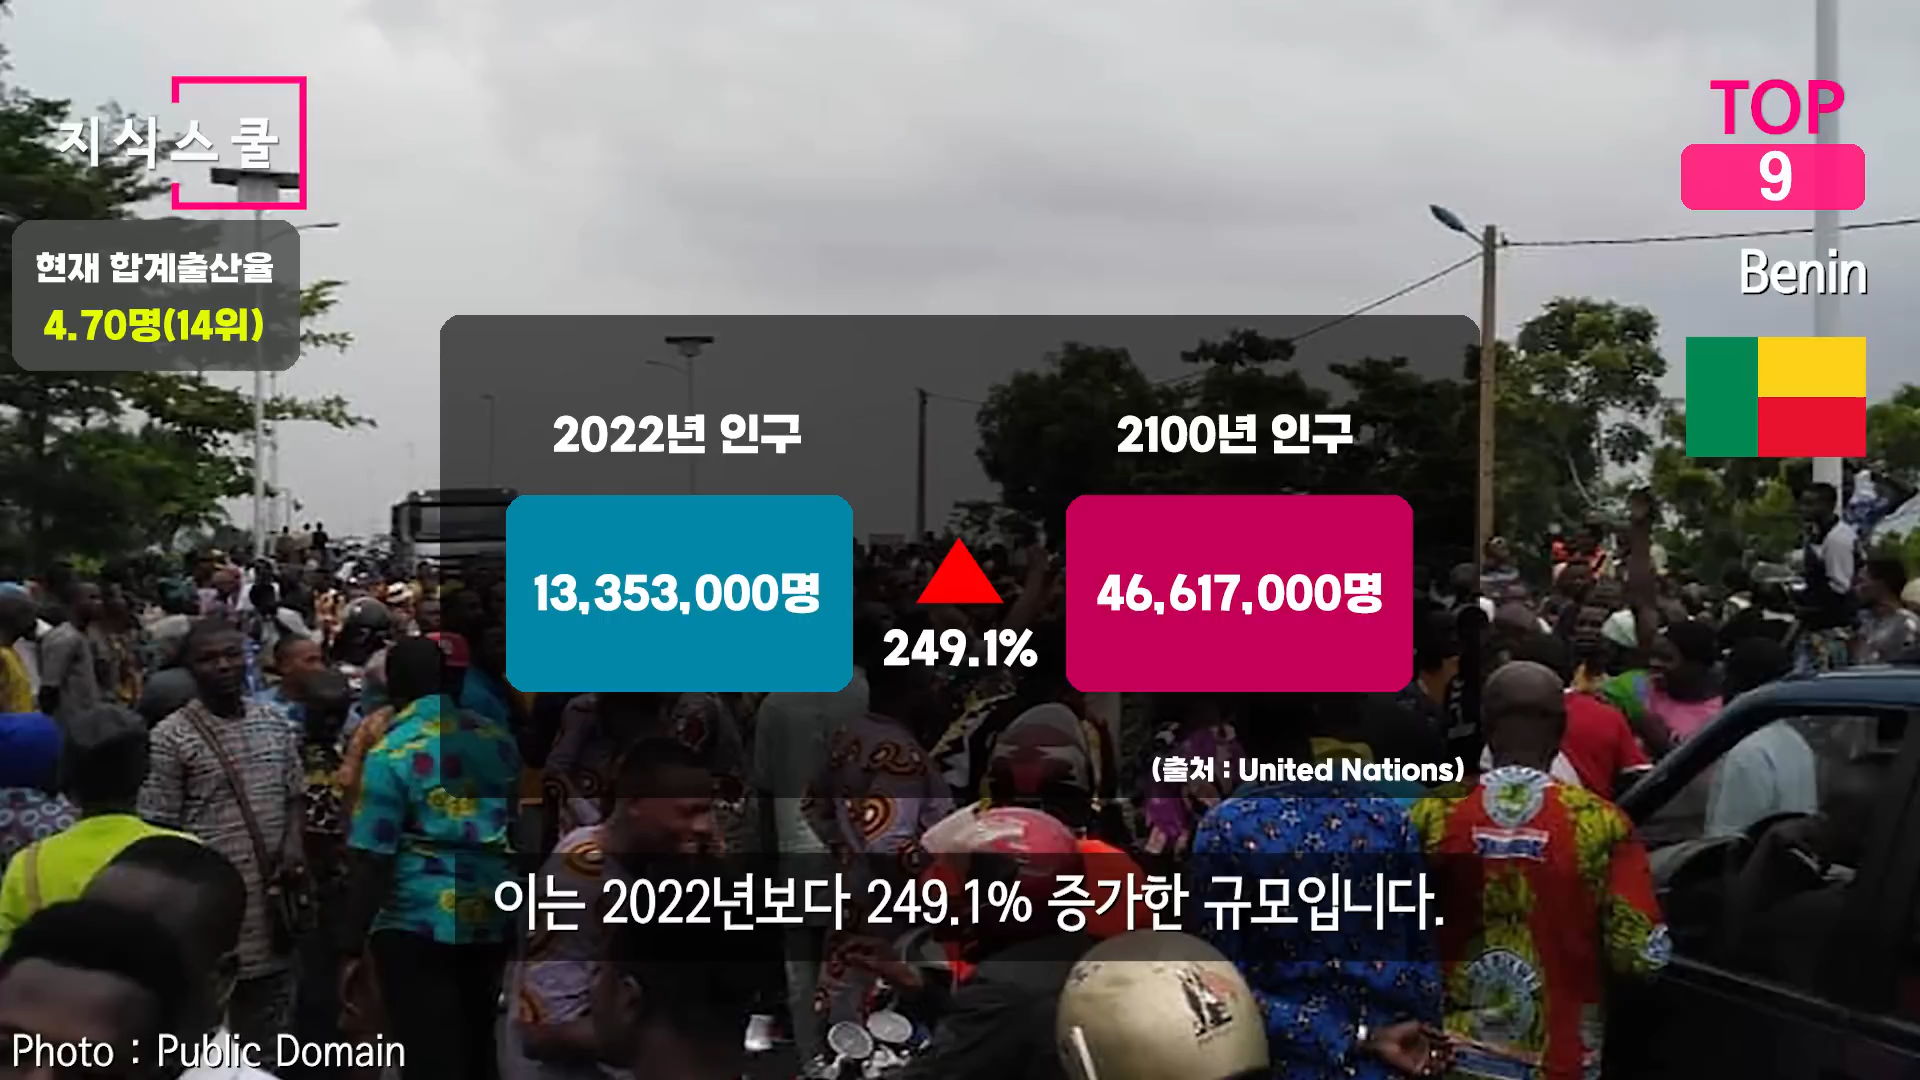 지식스쿨
TOP
9
Benin
현재 합계출산율
4.70명(14위)
2022년 인구
2100년 인구
13,353,000명
249.1%
46,617,000명
(출처 : United Nations)
이는 2022년보다 249.1% 증가한 규모입니다.
Photo : Public Domain